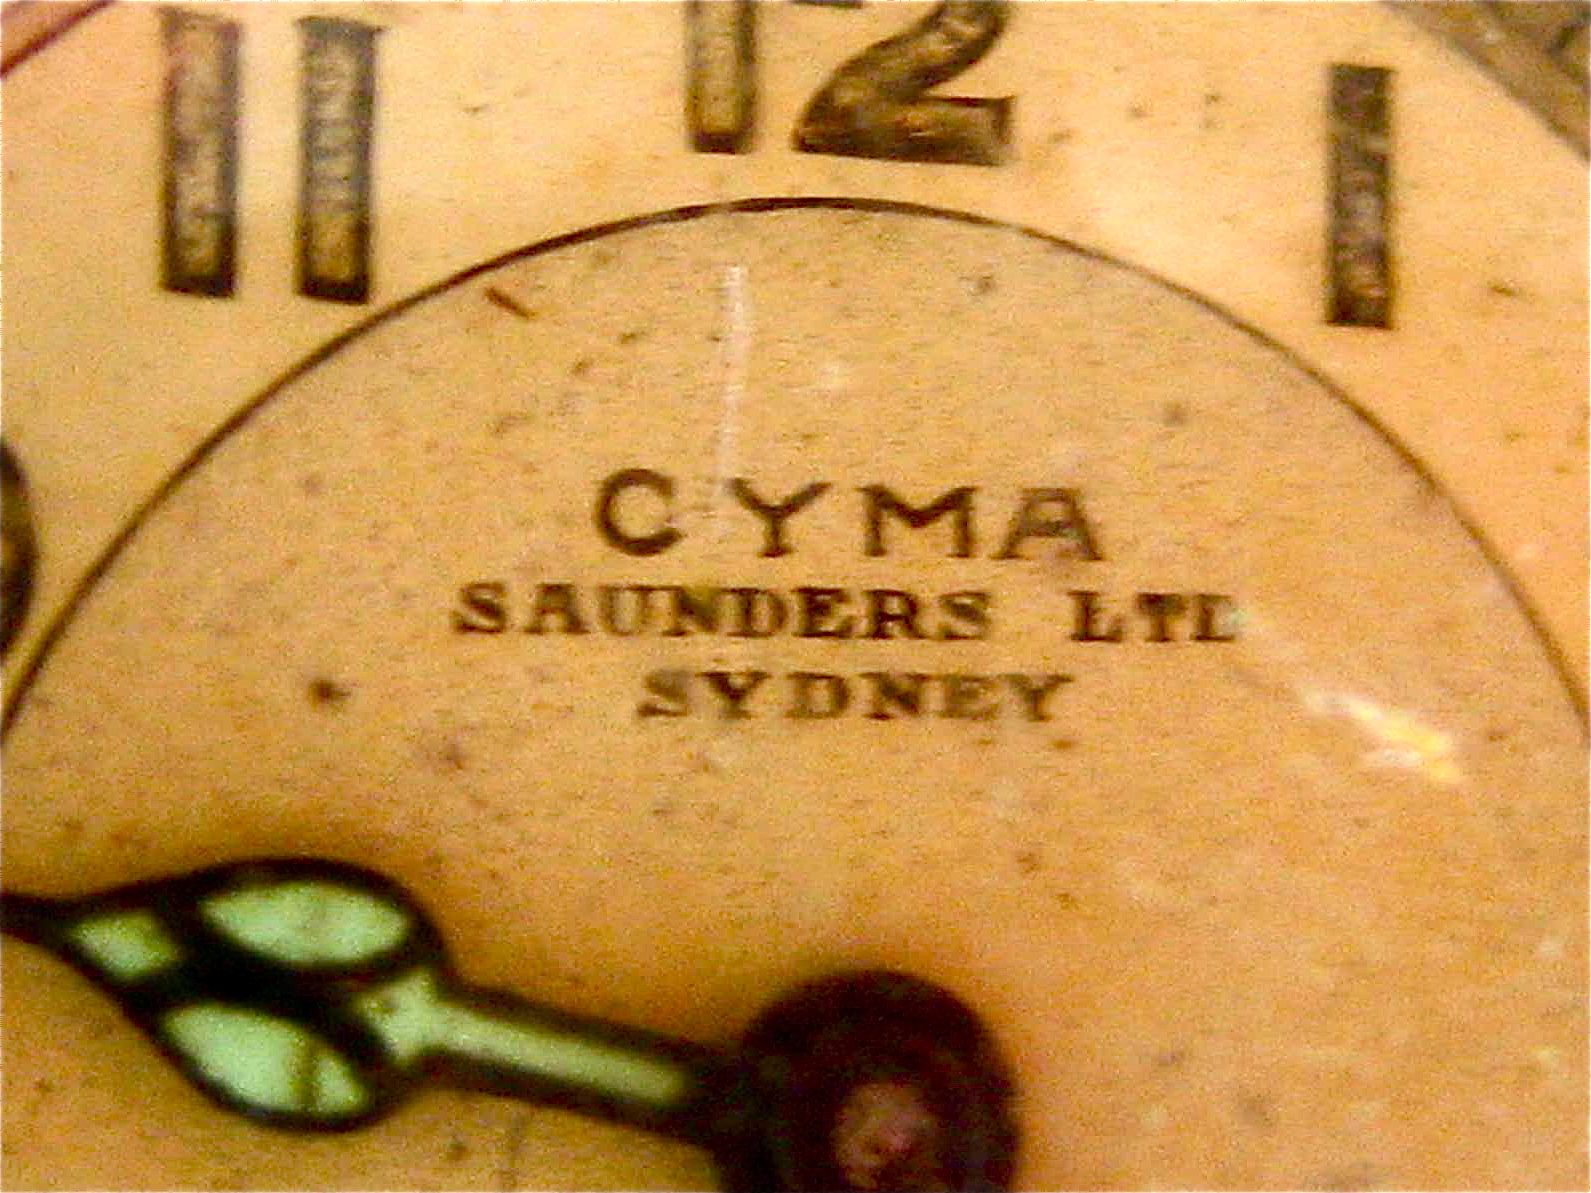 11 12 1
CYMA
SAUNDERS LTD
SYDNEY